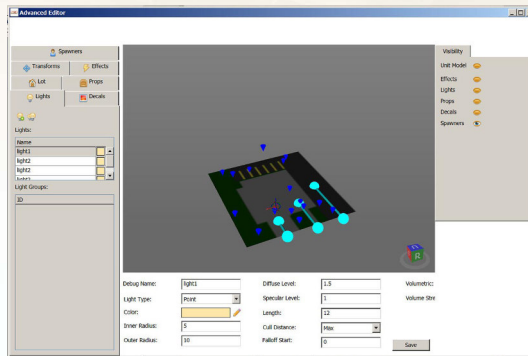 Advanced Editor
Spawners
Transforms
Effects
Lot
Props
Lights
Decals
Lights:
Name
light1
light2
light2
light2
Light Groups:
ID
Visibility
Unit Model
Effects
Lights
Props
Decals
Spawners
R
Debug Name:
light1
Diffuse Level:
1.5
Volumetric:
Light Type:
Point
Specular Level:
1
Volume Stre
Color:
Length:
12
Inner Radius:
5
Cull Distance:
Max
Outer Radius:
10
Falloff Start:
0
Save